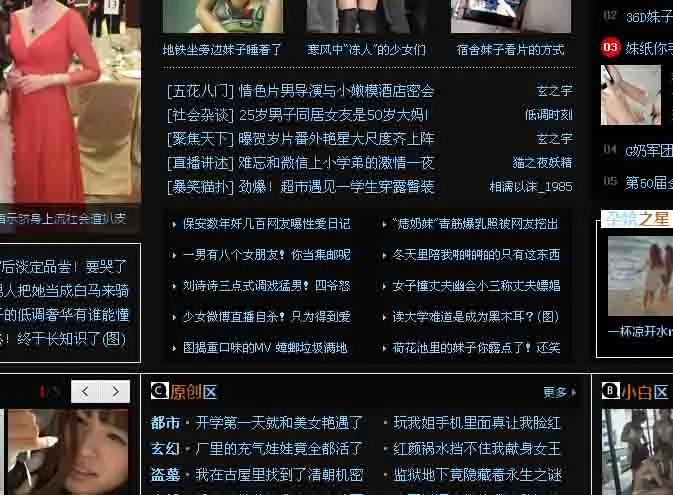 12
36D妹子
03
妹纸你
地铁坐旁边妹子睡着了
寒风中"冻人"的少女们
宿舍妹子看片的方式
[五花八门] 情色片男导演与小嫩模酒店密会
玄之宇
[社会杂谈] 25岁男子同居女友是50岁大妈!
低调时刻
[聚焦天下] 曝贺岁片番外艳星大尺度齐上阵
玄之宇
[直播讲述] 难忘和微信上小学弟的激情一夜
猫之夜妖精
[暴笑猫扑] 劲爆! 超市遇见一学生穿露臀装
相濡以沫_1985
04
G奶军团
05
第50届
示跻身上流社会遭扒皮
保安数年奸几百网友曝性爱日记
"痣奶妹"青筋爆乳照被网友挖出
一男有八个女朋友! 你当集邮呢
冬天里陪我啪啪啪的只有这东西
刘诗诗三点式调戏猛男! 四爷怒
女子撞丈夫幽会小三称丈夫嫖娼
少女微博直播自杀! 只为得到爱
读大学难道是成为黑木耳? (图)
图揭重口味的MV 蟑螂垃圾满地
荷花池里的妹子你露点了! 还笑
后淡定品尝! 要哭了
人把她当成白马来骑
的低调奢华有谁能懂
! 终于长知识了(图)
之星
一杯凉开水
C 原创区
更多
B 小白区
都市 · 开学第一天就和美女艳遇了
· 玩我姐手机里面真让我脸红
玄幻 · 厂里的充气娃娃竟全都活了
· 红颜祸水挡不住我献身女王
盗墓 · 我在古屋里找到了清朝机密
· 监狱地下竟隐藏着永生之谜